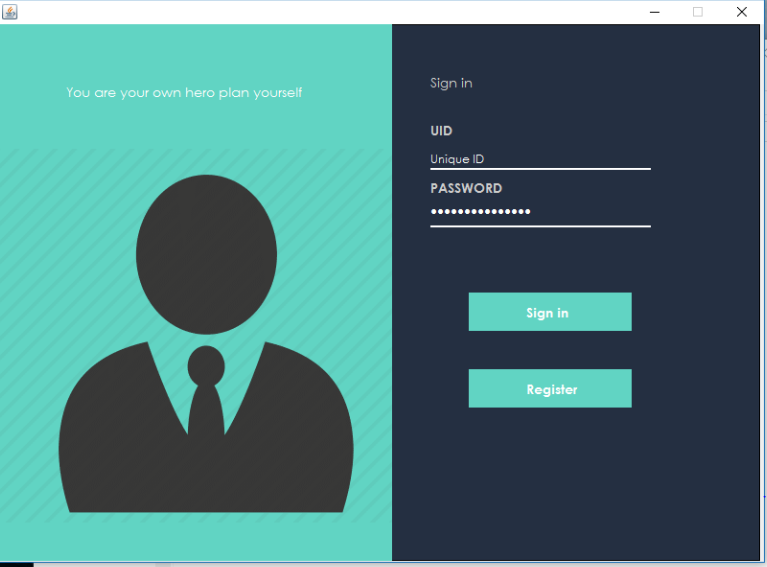 You are your own hero plan yourself
Sign in
UID
Unique ID
PASSWORD
•••••••••••••••
Sign in
Register